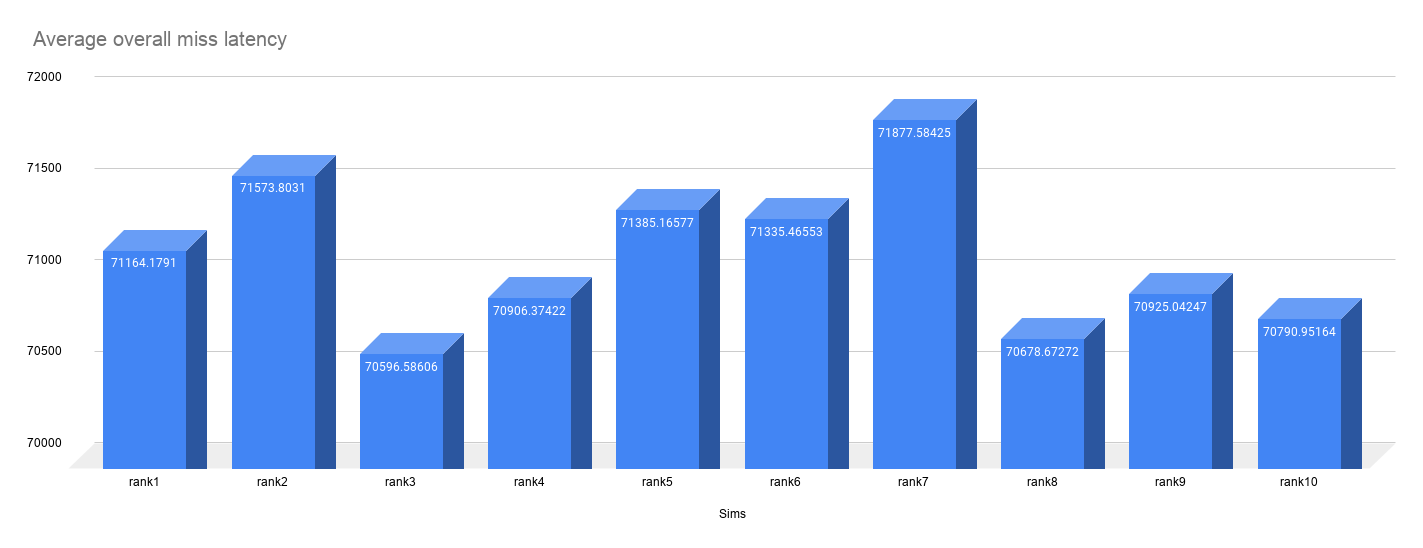 Average overall miss latency
72000
71500
71000
70500
70000
71164.1791
71573.8031
70596.58606
70906.37422
71385.16577
71335.46553
71877.58425
70678.67272
70925.04247
70790.95164
rank1
rank2
rank3
rank4
rank5
rank6
rank7
rank8
rank9
rank10
Sims